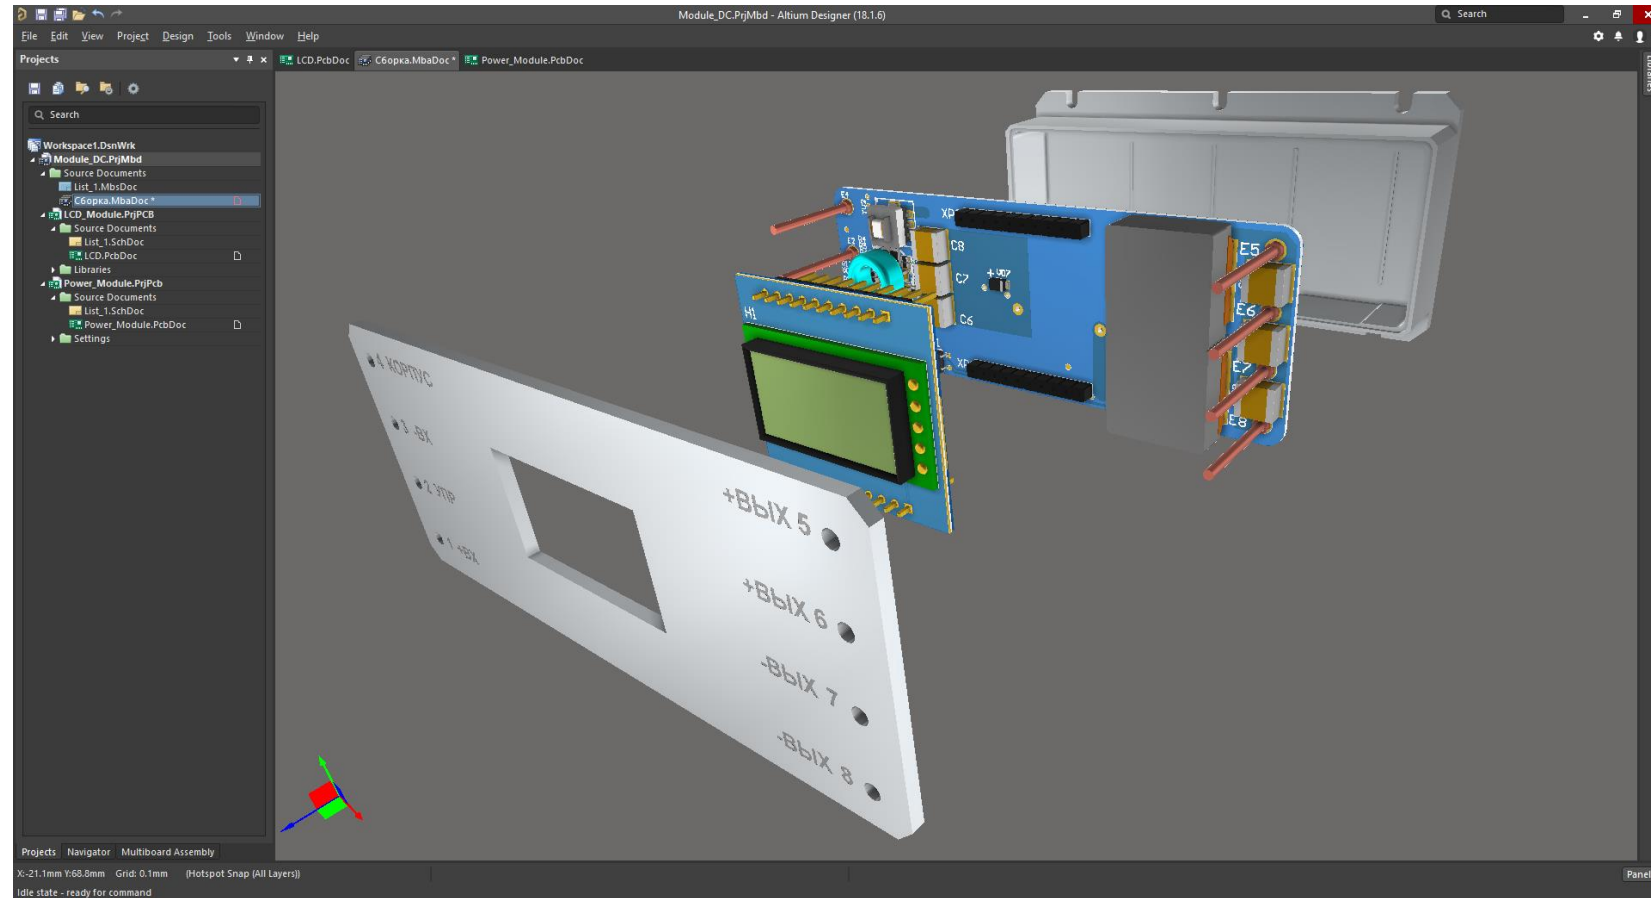 Module_DC.PrjMbd - Altium Designer (18.1.6)
Search
File Edit View Project Design Tools Window Help
Projects
LCD.PcbDoc
Сборка.MbaDoc *
Power_Module.PcbDoc
Search
Workspace1.DsnWrk
Module_DC.PrjMbd
Source Documents
List_1.MbsDoc
Сборка.MbaDoc *
LCD_Module.PrjPCB
Source Documents
List_1.SchDoc
LCD.PcbDoc
Libraries
Power_Module.PrjPcb
Source Documents
List_1.SchDoc
Power_Module.PcbDoc
Settings
Libraries
XP
C8
C7
C6
E5
E6
E7
E8
H1
XP
4 КОРПУС
3 -ВХ
2 УПР
1 +ВХ
+ВЫХ 5
+ВЫХ 6
-ВЫХ 7
-ВЫХ 8
Projects Navigator Multiboard Assembly
X:-21.1mm Y:68.8mm Grid: 0.1mm (Hotspot Snap (All Layers))
Panel
Idle state - ready for command